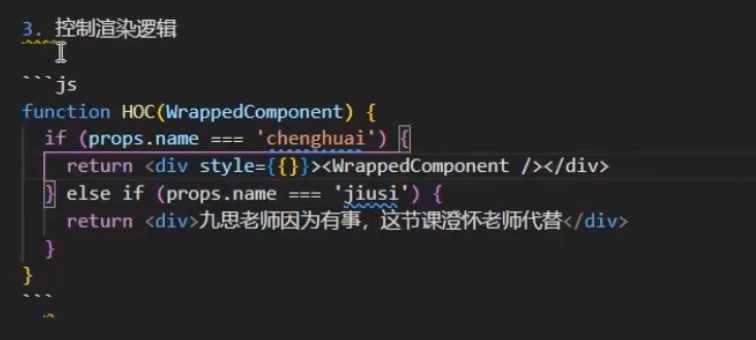 3. 控制渲染逻辑
```js
function HOC(WrappedComponent) {
  if (props.name === 'chenghuai') {
    return <div style={{}}><WrappedComponent /></div>
  } else if (props.name === 'jiusi') {
    return <div>九思老师因为有事，这节课澄怀老师代替</div>
  }
}
```